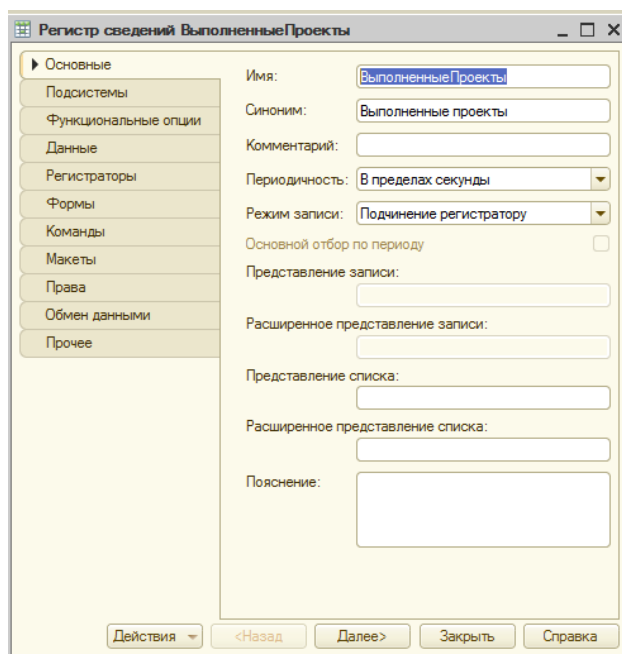 Регистр сведений ВыполненныеПроекты
Основные
Подсистемы
Функциональные опции
Данные
Регистраторы
Формы
Команды
Макеты
Права
Обмен данными
Прочее
Имя: ВыполненныеПроекты
Синоним: Выполненные проекты
Комментарий:
Периодичность: В пределах секунды
Режим записи: Подчинение регистратору
Основной отбор по периоду
Представление записи:
Расширенное представление записи:
Представление списка:
Расширенное представление списка:
Пояснение:
Действия <Назад Далее> Закрыть Справка